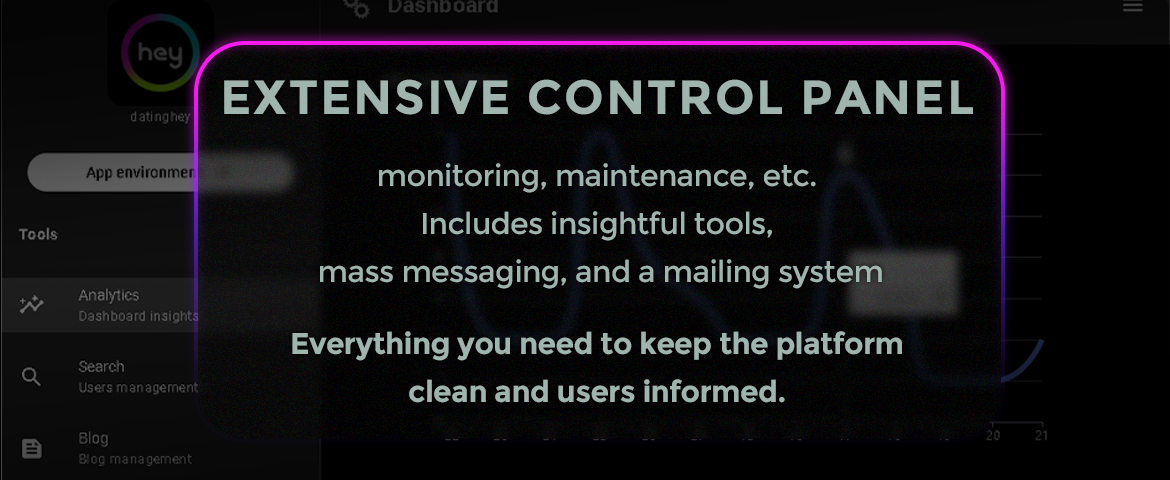 Dashboard
hey
datinghey
App environmen
Tools
Analytics
Dashboard insights
Search
Users management
Blog
Blog management
EXTENSIVE CONTROL PANEL
monitoring, maintenance, etc.
Includes insightful tools,
mass messaging, and a mailing system
Everything you need to keep the platform
clean and users informed.
20 21